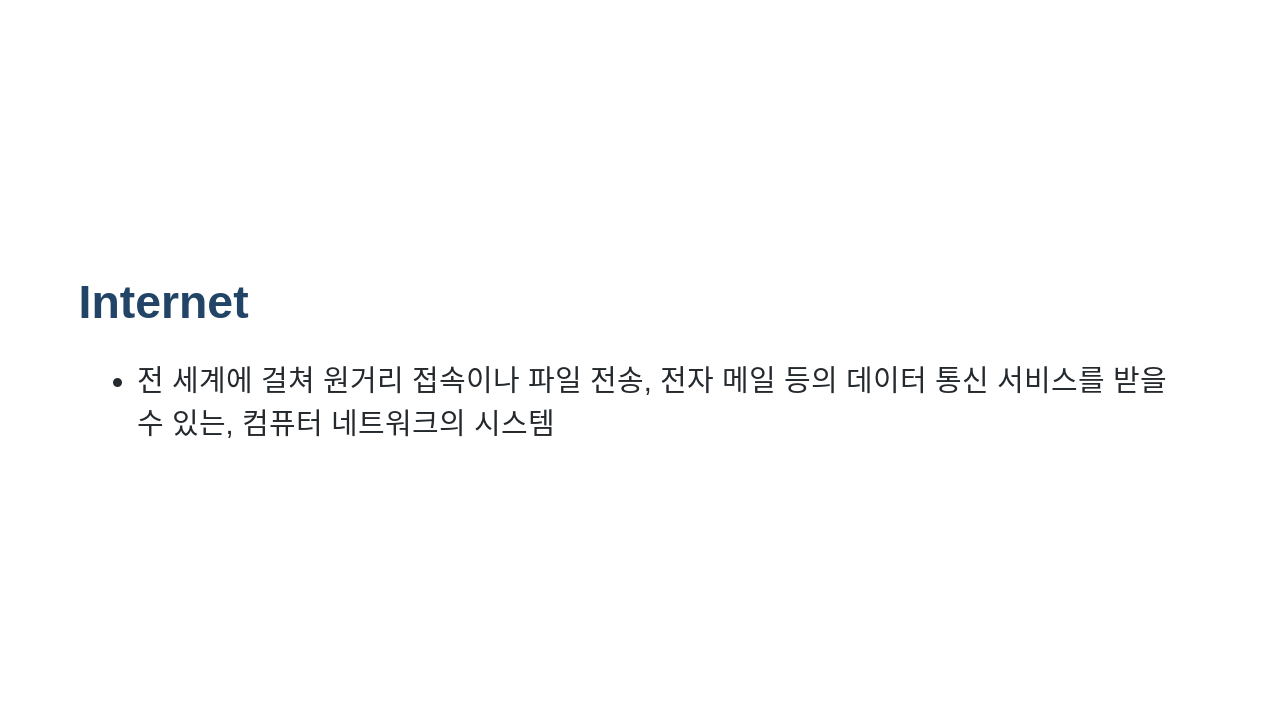 Internet
• 전 세계에 걸쳐 원거리 접속이나 파일 전송, 전자 메일 등의 데이터 통신 서비스를 받을
수 있는, 컴퓨터 네트워크의 시스템